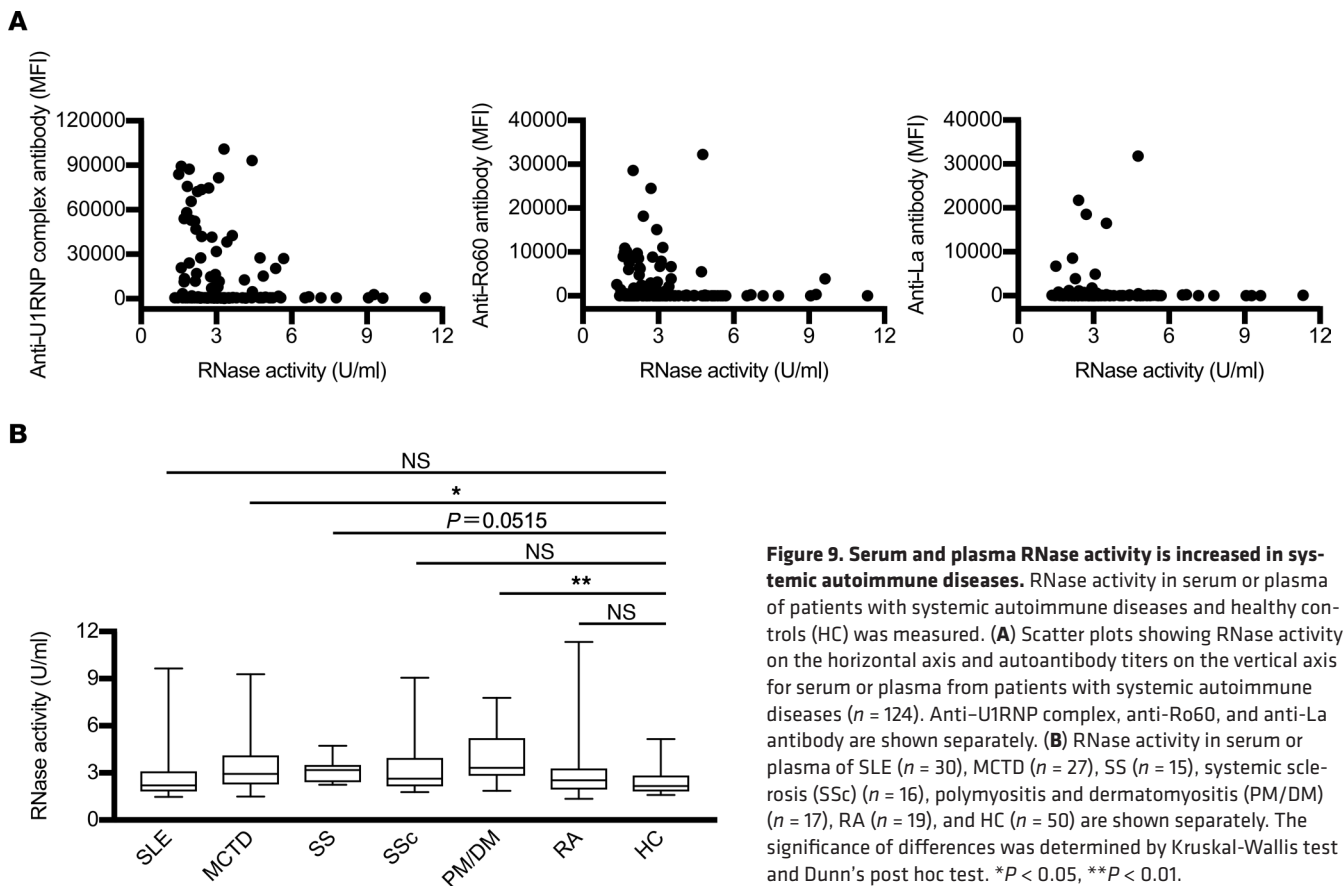 A
Anti-U1RNP complex antibody (MFI)
120000
90000
60000
30000
0
0 3 6 9 12
RNase activity (U/ml)
Anti-Ro60 antibody (MFI)
40000
30000
20000
10000
0
0 3 6 9 12
RNase activity (U/ml)
Anti-La antibody (MFI)
40000
30000
20000
10000
0
0 3 6 9 12
RNase activity (U/ml)
B
NS
*
P=0.0515
NS
**
NS
RNase activity (U/ml)
12
9
6
3
0
SLE MCTD SS SSc PM/DM RA HC
Figure 9. Serum and plasma RNase activity is increased in sys-
temic autoimmune diseases. RNase activity in serum or plasma
of patients with systemic autoimmune diseases and healthy con-
trols (HC) was measured. (A) Scatter plots showing RNase activity
on the horizontal axis and autoantibody titers on the vertical axis
for serum or plasma from patients with systemic autoimmune
diseases (n = 124). Anti–U1RNP complex, anti-Ro60, and anti-La
antibody are shown separately. (B) RNase activity in serum or
plasma of SLE (n = 30), MCTD (n = 27), SS (n = 15), systemic scle-
rosis (SSc) (n = 16), polymyositis and dermatomyositis (PM/DM)
(n = 17), RA (n = 19), and HC (n = 50) are shown separately. The
significance of differences was determined by Kruskal-Wallis test
and Dunn's post hoc test. *P < 0.05, **P < 0.01.